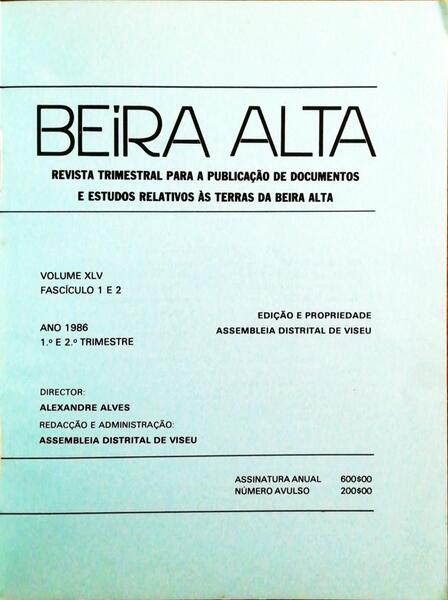 BEiRA ALTA
REVISTA TRIMESTRAL PARA A PUBLICAÇÃO DE DOCUMENTOS
E ESTUDOS RELATIVOS ÀS TERRAS DA BEIRA ALTA
VOLUME XLV
FASCÍCULO 1 E 2
EDIÇÃO E PROPRIEDADE
ASSEMBLEIA DISTRITAL DE VISEU
ANO 1986
1.º E 2.º TRIMESTRE
DIRECTOR:
ALEXANDRE ALVES
REDACÇÃO E ADMINISTRAÇÃO:
ASSEMBLEIA DISTRITAL DE VISEU
ASSINATURA ANUAL 600$00
NÚMERO AVULSO 200$00